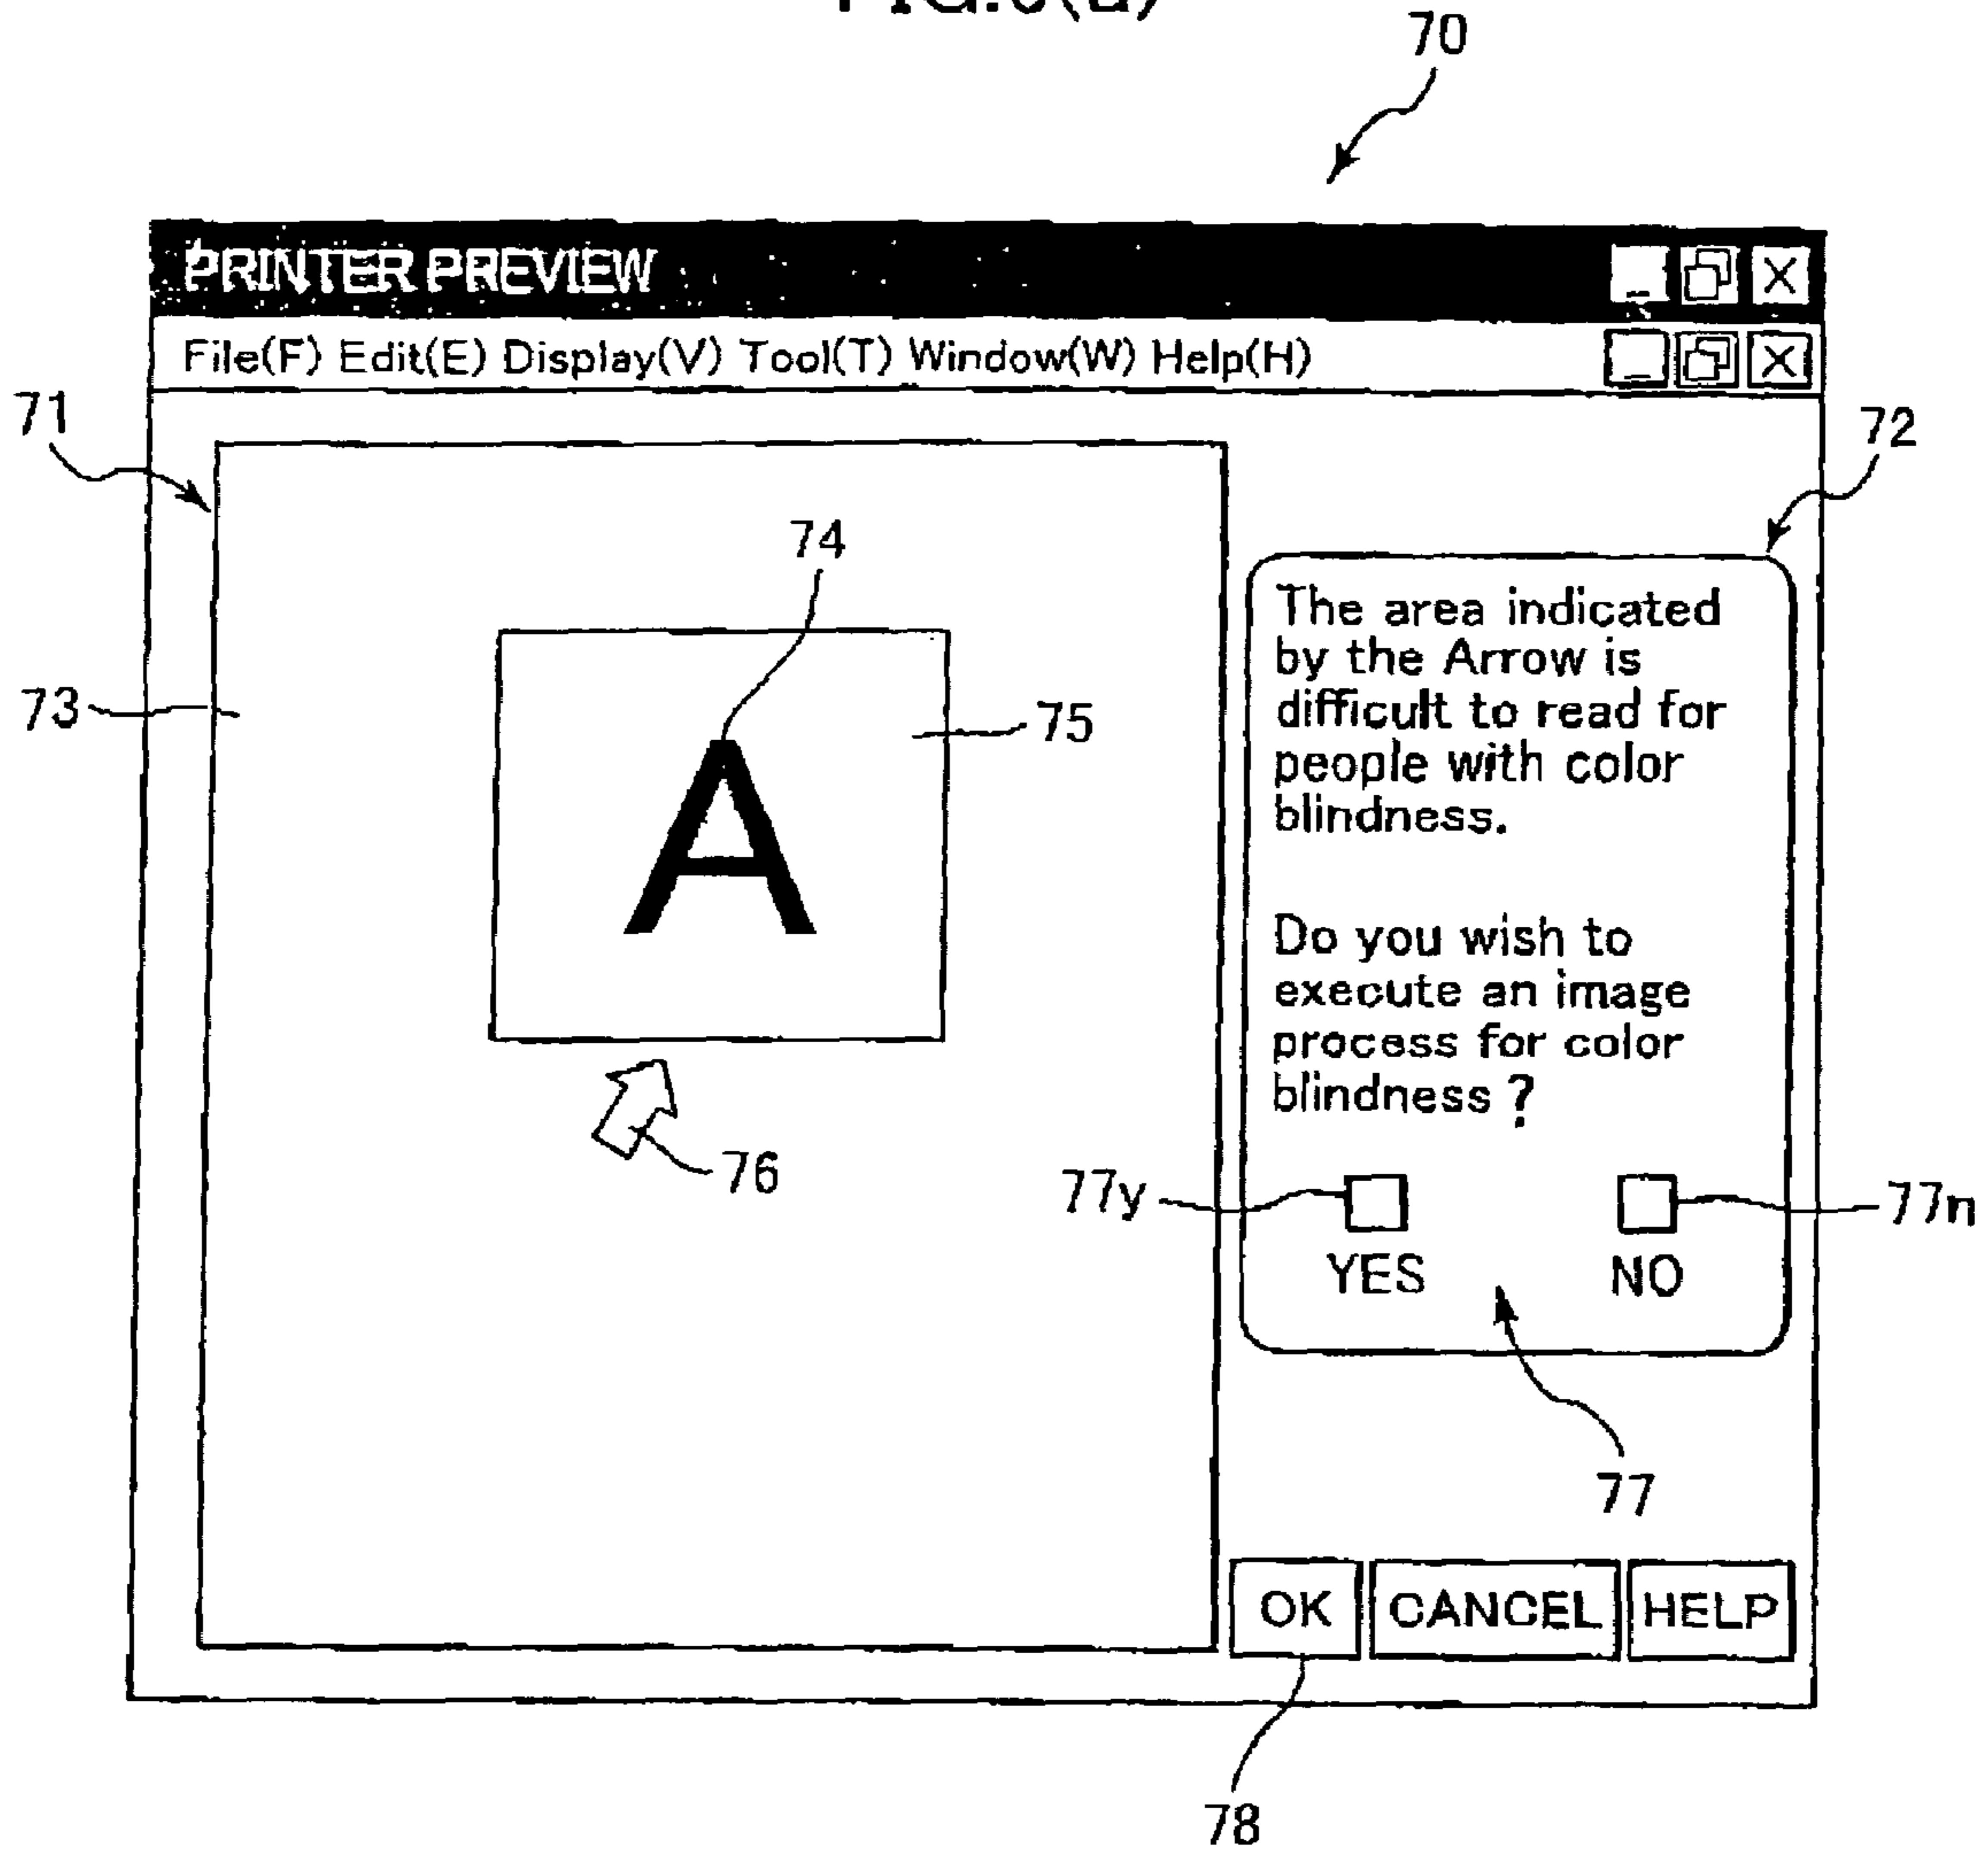 70
PRINTER PREVIEW
File(F) Edit(E) Display(V) Tool(T) Window(W) Help(H)
71
72
74
73
75
A
The area indicated
by the Arrow is
difficult to read for
people with color
blindness.
Do you wish to
execute an image
process for color
blindness ?
76
77y
77n
YES
NO
77
OK
CANCEL
HELP
78